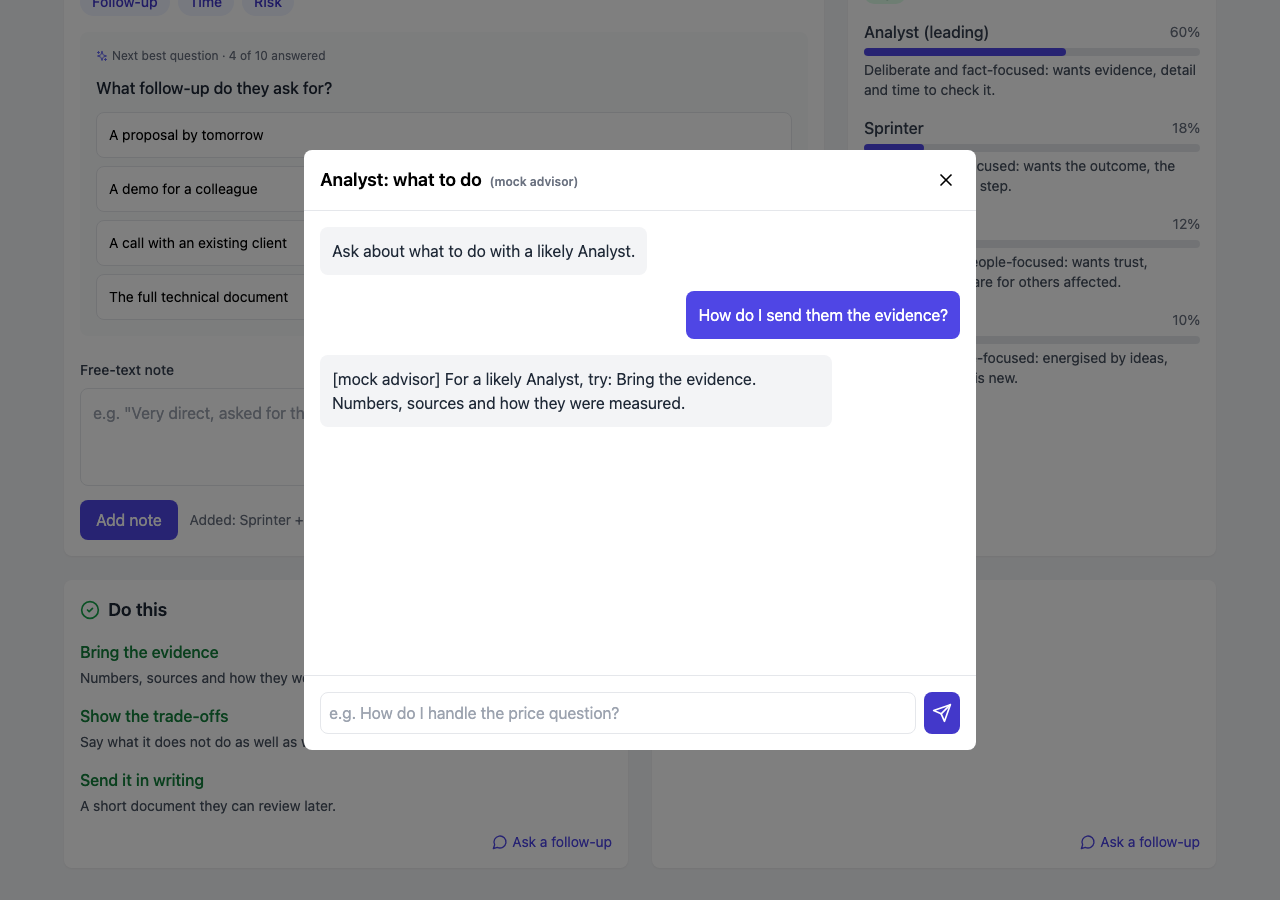 Follow-up
Time
Risk
Next best question · 4 of 10 answered
What follow-up do they ask for?
A proposal by tomorrow
A demo for a colleague
A call with an existing client
The full technical document
Free-text note
e.g. "Very direct, asked for th
Add note
Added: Sprinter +
Analyst (leading)
60%
Deliberate and fact-focused: wants evidence, detail
and time to check it.
Sprinter
18%
cused: wants the outcome, the
step.
12%
eople-focused: wants trust,
are for others affected.
10%
-focused: energised by ideas,
is new.
Analyst: what to do (mock advisor)
Ask about what to do with a likely Analyst.
How do I send them the evidence?
[mock advisor] For a likely Analyst, try: Bring the evidence.
Numbers, sources and how they were measured.
e.g. How do I handle the price question?
Do this
Bring the evidence
Numbers, sources and how they we
Show the trade-offs
Say what it does not do as well as
Send it in writing
A short document they can review later.
Ask a follow-up
Ask a follow-up